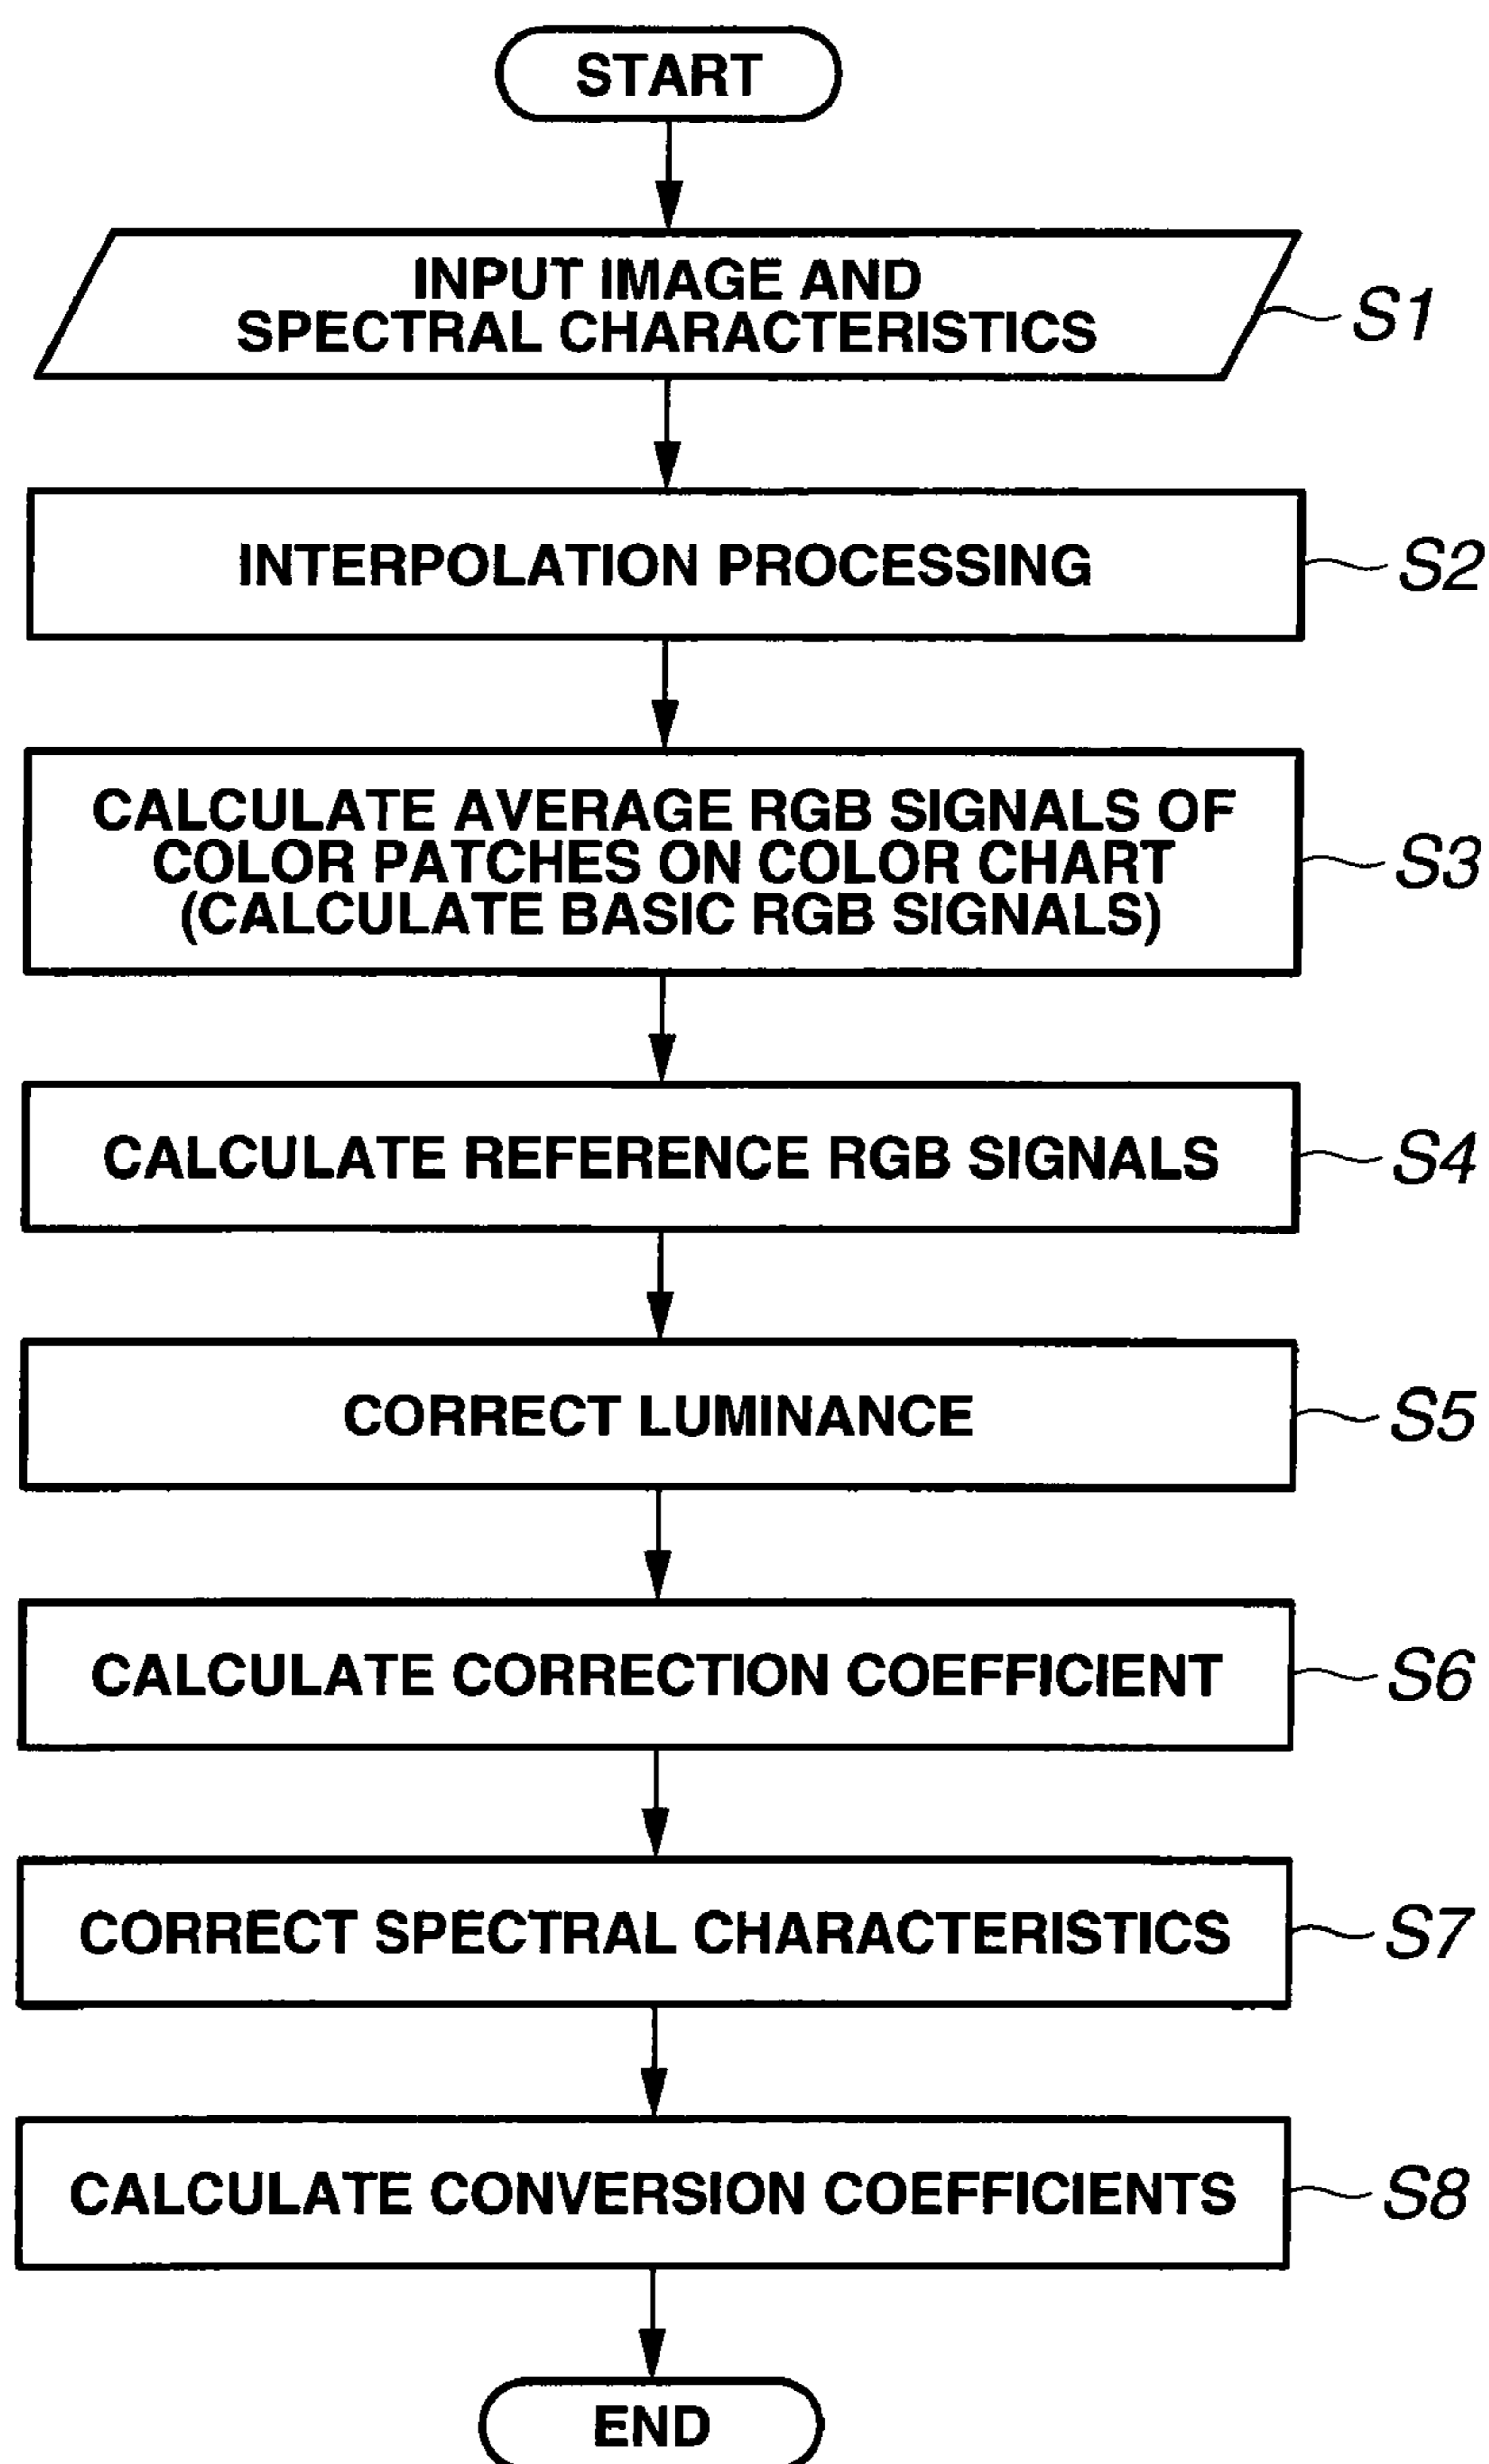 START
INPUT IMAGE AND
SPECTRAL CHARACTERISTICS
S1
INTERPOLATION PROCESSING
S2
CALCULATE AVERAGE RGB SIGNALS OF
COLOR PATCHES ON COLOR CHART
(CALCULATE BASIC RGB SIGNALS)
S3
CALCULATE REFERENCE RGB SIGNALS
S4
CORRECT LUMINANCE
S5
CALCULATE CORRECTION COEFFICIENT
S6
CORRECT SPECTRAL CHARACTERISTICS
S7
CALCULATE CONVERSION COEFFICIENTS
S8
END